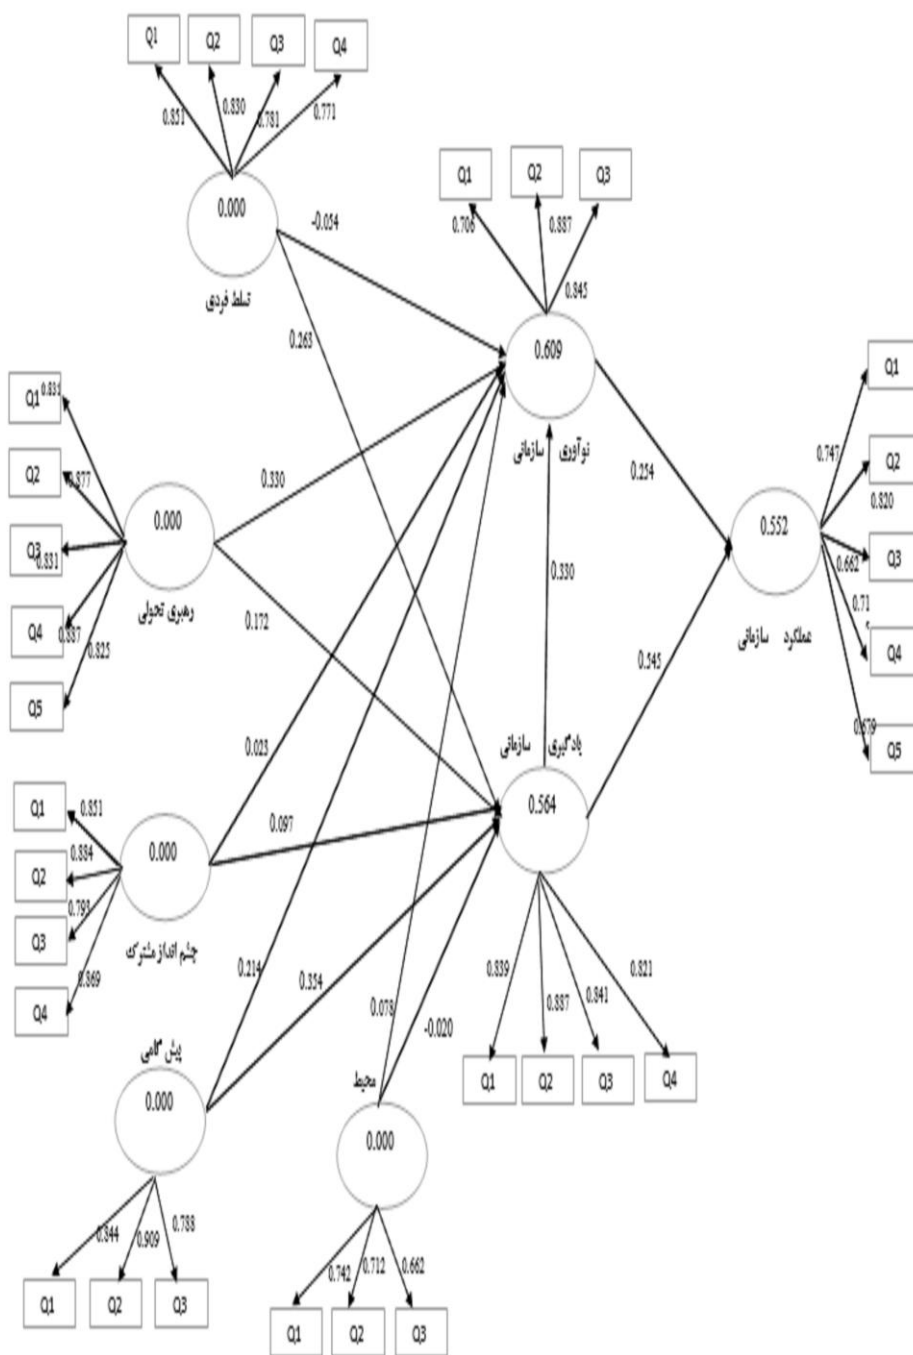 Q1 Q2 Q3 Q4
0.851 0.830 0.781 0.771
0.000
تسلط فردی
-0.054
0.263
Q1 Q2 Q3
0.706 0.887 0.845
0.609
نوآوری سازمانی
0.254
Q1
Q2
Q3
Q4
Q5
0.747
0.820
0.662
0.679
0.552
عملکرد سازمانی
Q1
Q2
Q3
Q4
Q5
0.831
0.877
0.831
0.887
0.825
0.000
رهبری تحولی
0.330
0.172
0.330
0.545
Q1
Q2
Q3
Q4
0.851
0.884
0.793
0.869
0.000
چشم انداز مشترک
0.023
0.097
یادگیری سازمانی
0.564
0.839 0.887 0.841 0.821
Q1 Q2 Q3 Q4
پیش گامی
0.000
0.214
0.354
0.844 0.909 0.788
Q1 Q2 Q3
محیط
0.000
0.078
-0.020
0.742 0.712 0.662
Q1 Q2 Q3